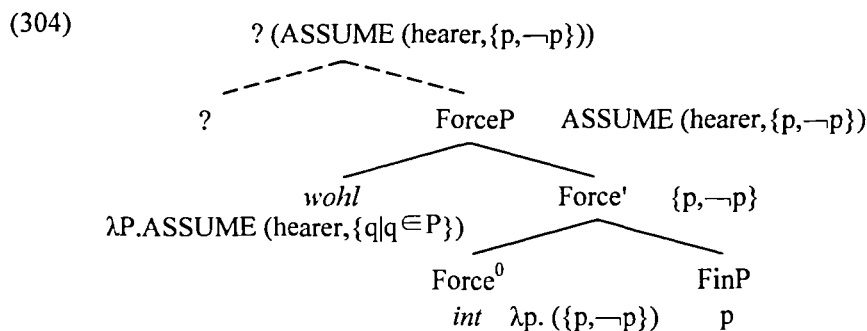 (304)
? (ASSUME (hearer,{p,¬p}))
? ForceP ASSUME (hearer,{p,¬p})
wohl Force' {p,¬p}
λP.ASSUME (hearer,{q|q∈P})
Force⁰ FinP
int λp. ({p,¬p}) p